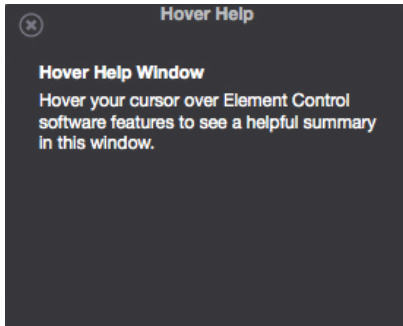 Hover Help
Hover Help Window
Hover your cursor over Element Control
software features to see a helpful summary
in this window.